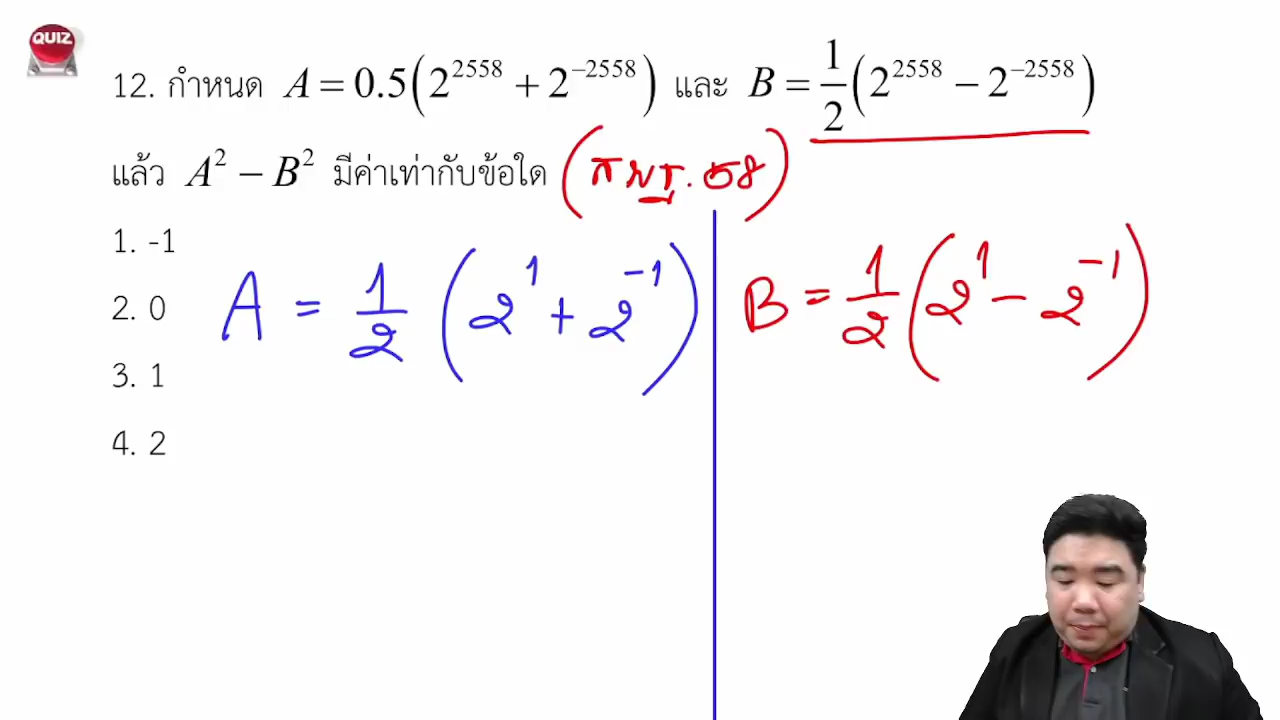 QUIZ
12. กำหนด A = 0.5(2^2558 + 2^-2558) และ B = 1/2(2^2558 - 2^-2558)
แล้ว A^2 - B^2 มีค่าเท่ากับข้อใด (กพร. 58)
1. -1
2. 0
3. 1
4. 2
A = 1/2(2^1 + 2^-1)
B = 1/2(2^1 - 2^-1)